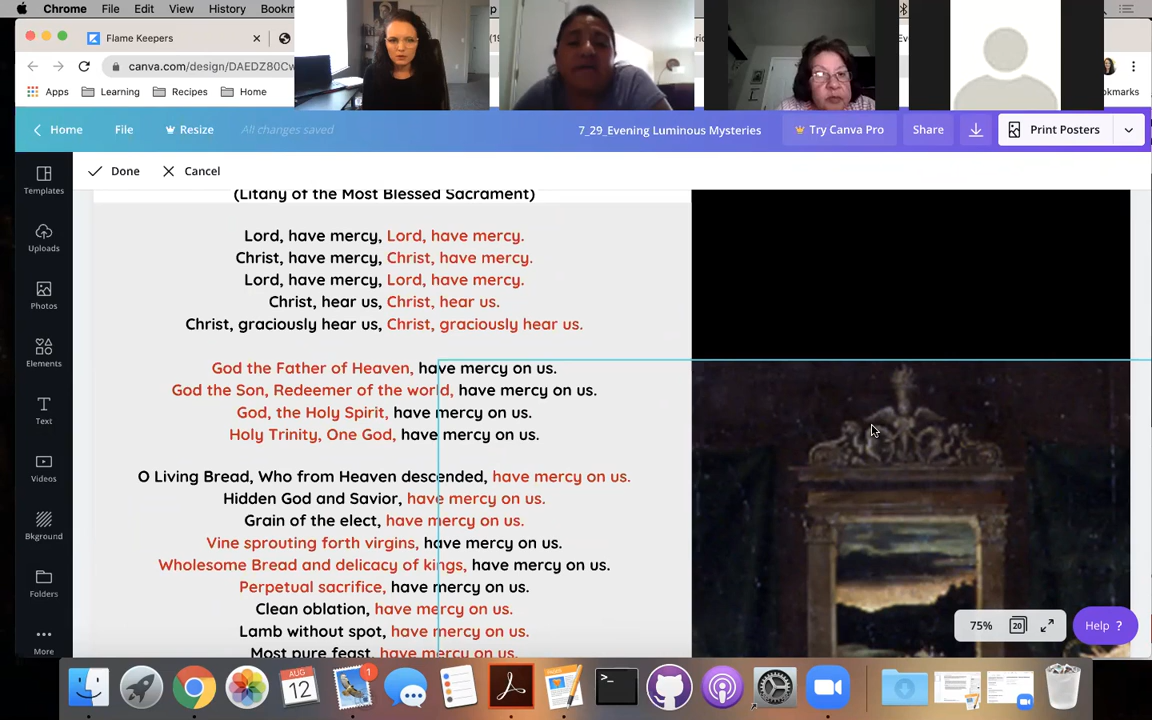 Chrome File Edit View History Bookm
Flame Keepers
canva.com/design/DAEDZ80Cw
Apps Learning Recipes Home
okmarks
Home File Resize All changes saved 7_29_Evening Luminous Mysteries Try Canva Pro Share Print Posters
Done Cancel
Templates
Uploads
Photos
Elements
Text
Videos
Bkground
Folders
More
(Litany of the Most Blessed Sacrament)
Lord, have mercy, Lord, have mercy.
Christ, have mercy, Christ, have mercy.
Lord, have mercy, Lord, have mercy.
Christ, hear us, Christ, hear us.
Christ, graciously hear us, Christ, graciously hear us.
God the Father of Heaven, have mercy on us.
God the Son, Redeemer of the world, have mercy on us.
God, the Holy Spirit, have mercy on us.
Holy Trinity, One God, have mercy on us.
O Living Bread, Who from Heaven descended, have mercy on us.
Hidden God and Savior, have mercy on us.
Grain of the elect, have mercy on us.
Vine sprouting forth virgins, have mercy on us.
Wholesome Bread and delicacy of kings, have mercy on us.
Perpetual sacrifice, have mercy on us.
Clean oblation, have mercy on us.
Lamb without spot, have mercy on us.
Most pure feast, have mercy on us.
75% 20 Help ?
AUG
12
1